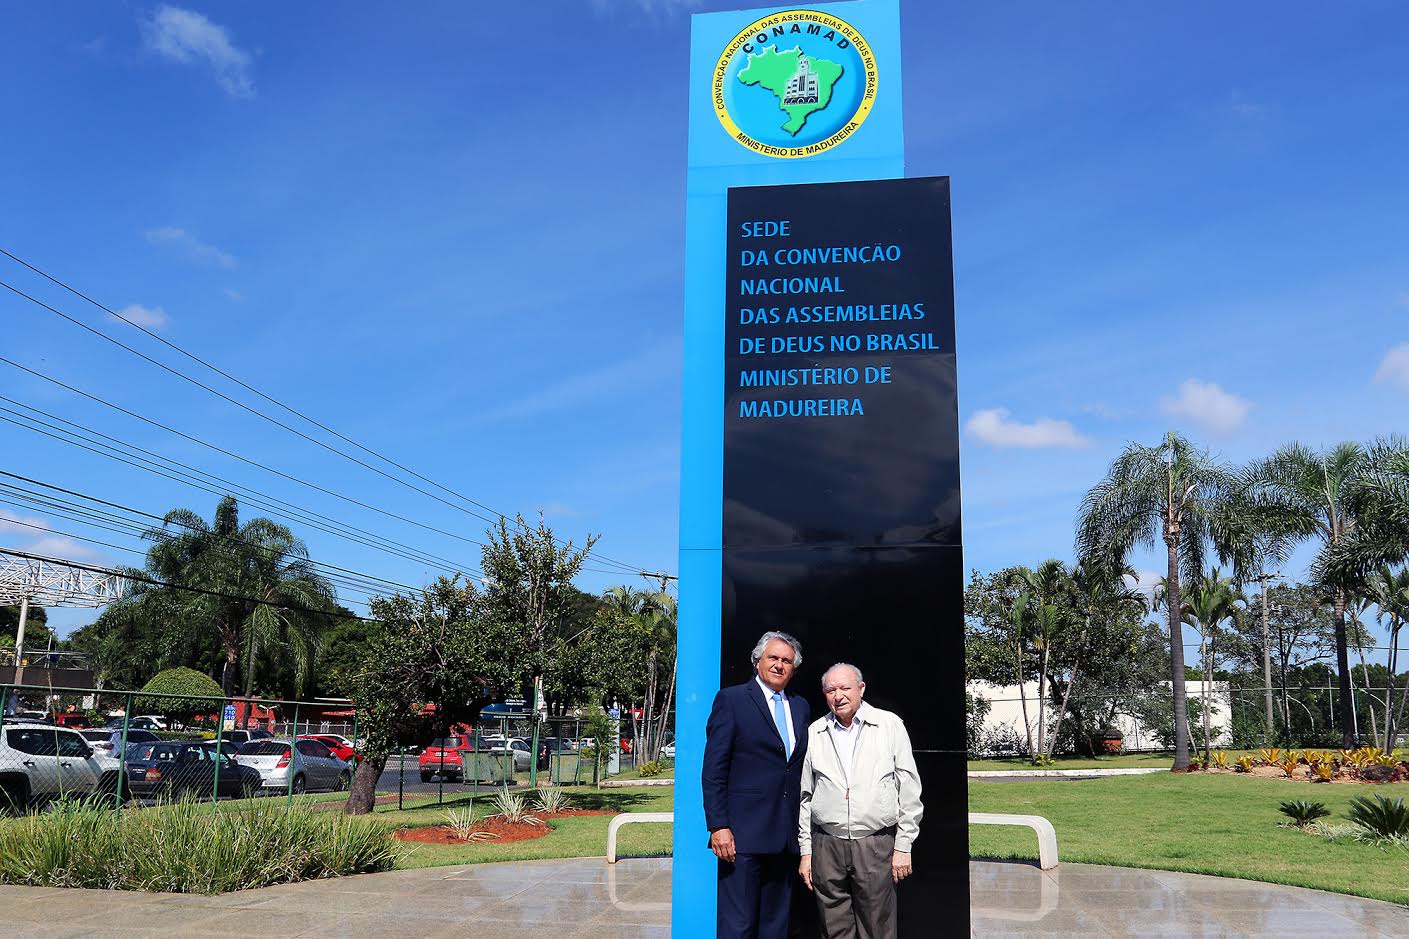 CONVENÇÃO NACIONAL DAS ASSEMBLEIAS DE DEUS NO BRASIL
CONAMAD
MINISTÉRIO DE MADUREIRA
SEDE
DA CONVENÇÃO
NACIONAL
DAS ASSEMBLEIAS
DE DEUS NO BRASIL
MINISTÉRIO DE
MADUREIRA